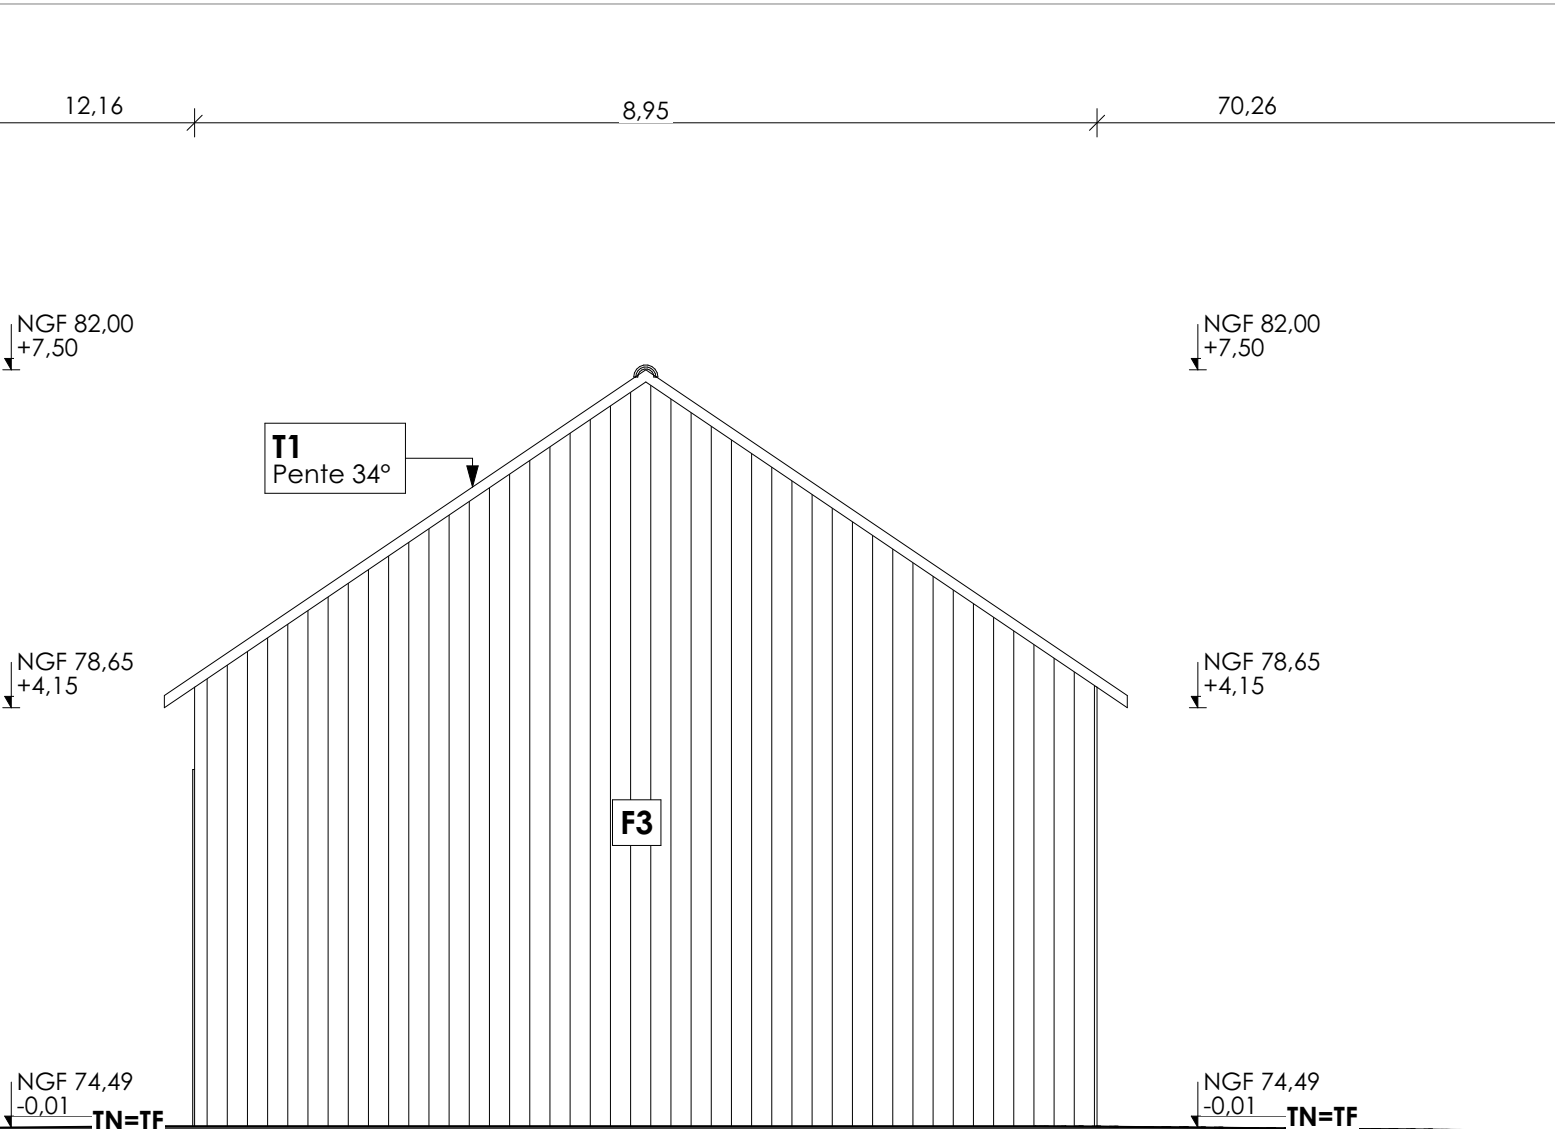 12,16
8,95
70,26
NGF 82,00
+7,50
NGF 82,00
+7,50
T1
Pente 34°
NGF 78,65
+4,15
NGF 78,65
+4,15
F3
NGF 74,49
-0,01
TN=TF
NGF 74,49
-0,01
TN=TF